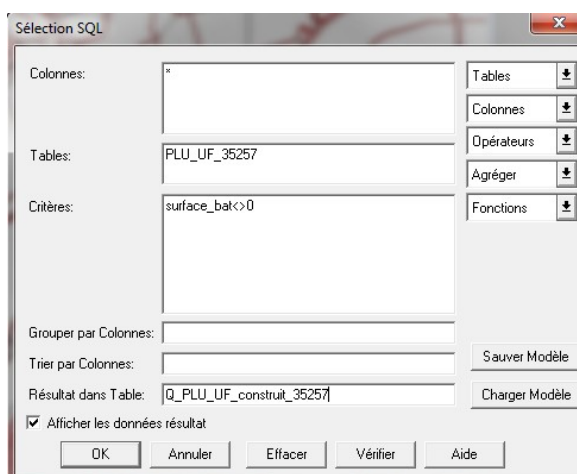 Sélection SQL
Colonnes: * Tables
Colonnes
Opérateurs
Tables: PLU_UF_35257
Agréger
Critères: surface_bat<>0 Fonctions
Grouper par Colonnes:
Trier par Colonnes: Sauver Modèle
Résultat dans Table: Q_PLU_UF_construit_35257 Charger Modèle
Afficher les données résultat
OK Annuler Effacer Vérifier Aide